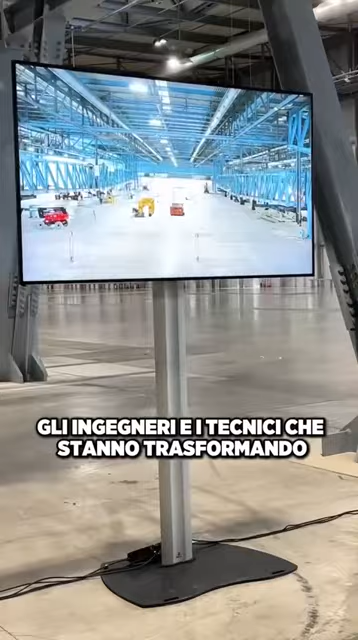 GLI INGEGNERI E I TECNICI CHE
STANNO TRASFORMANDO